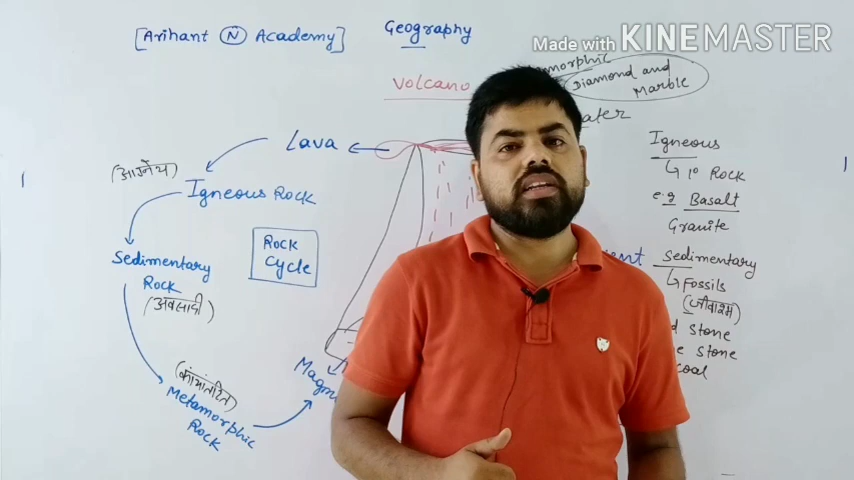 [Arihant N Academy]
Geography
Made with KINEMASTER
Volcano
Diamond and
Marble
Lava
(आग्नेय)
Igneous Rock
Rock
Cycle
Sedimentary
Rock
(अवसादी)
(कायांतरित)
Metamorphic
Rock
Igneous
↳ 1° Rock
e.g Basalt
Granite
Sedimentary
↳ Fossils
(जीवाश्म)
Stone
Stone